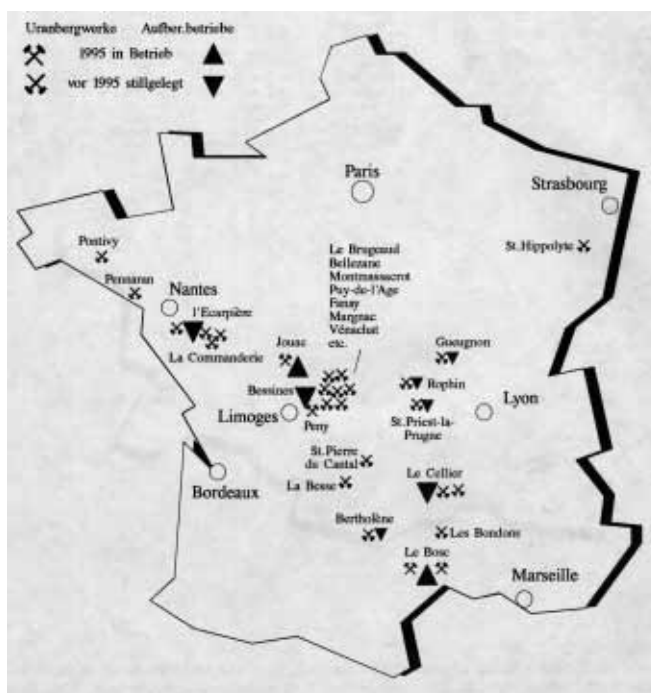 Uranbergwerke Aufber.betriebe
1995 in Betrieb
vor 1995 stillgelegt
Paris
Strasbourg
St.Hippolyte
Pontivy
Pennaran
Nantes
l'Ecarpière
La Commanderie
Le Brugeaud
Bellezane
Montmassacrot
Puy-de-l'Age
Fanay
Margnac
Vénachat
etc.
Jouac
Bessines
Limoges
Peny
Gueugnon
Rophin
St.Priest-la-
Prugne
Lyon
St.Pierre
du Cantal
La Besse
Bordeaux
Le Cellier
Bertholène
Les Bondons
Le Bosc
Marseille